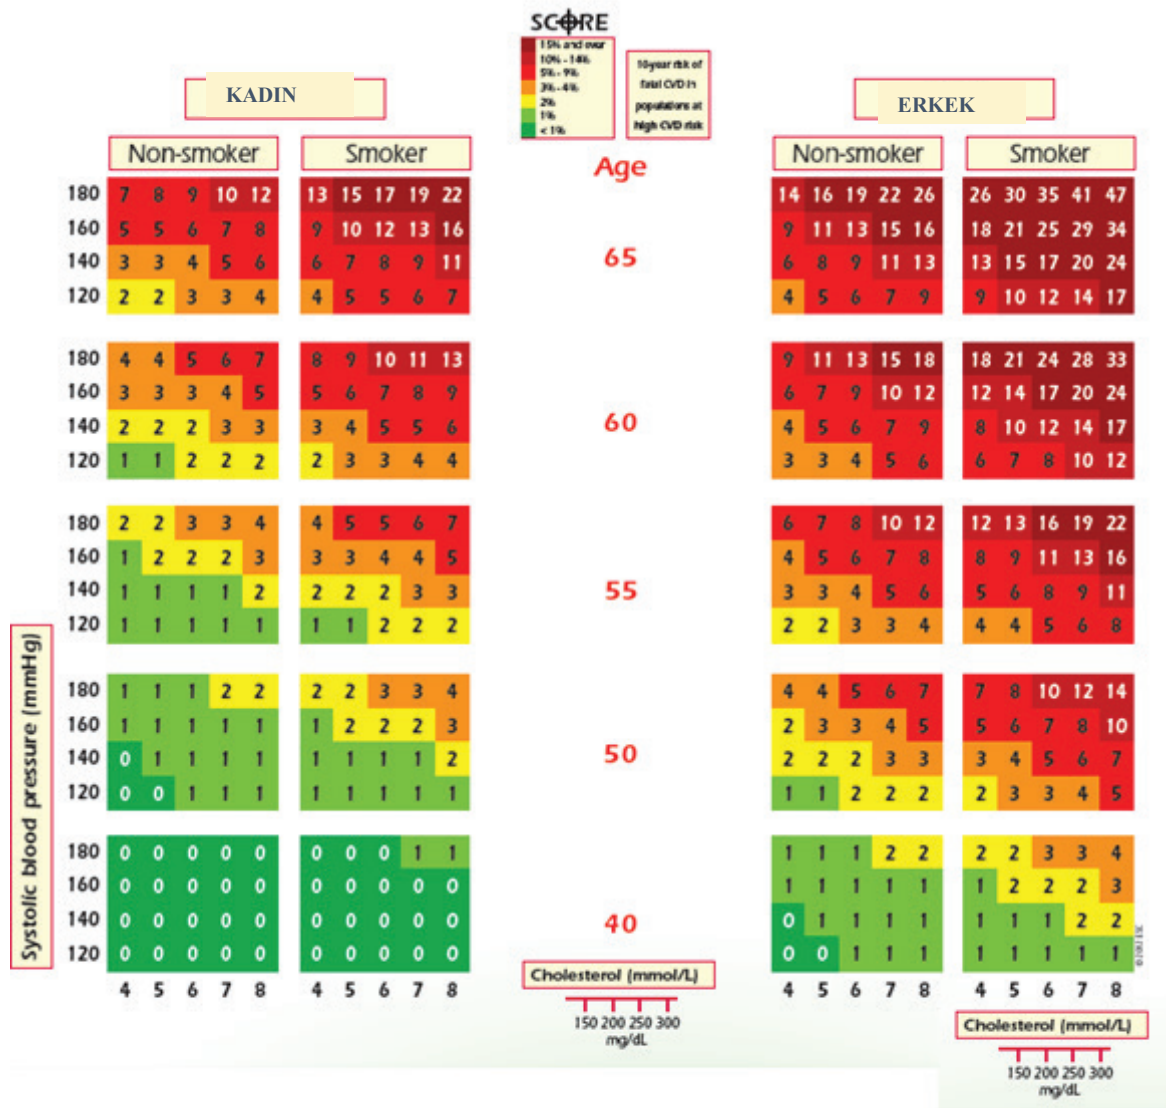 SCORE
15% and over
10% - 14%
5% - 9%
3% - 4%
2%
1%
< 1%
10-year risk of
fatal CVD in
populations at
high CVD risk
KADIN
ERKEK
Non-smoker Smoker Age Non-smoker Smoker
180 7 8 9 10 12 13 15 17 19 22 14 16 19 22 26 26 30 35 41 47
160 5 5 6 7 8 9 10 12 13 16 9 11 13 15 16 18 21 25 29 34
65
140 3 3 4 5 6 6 7 8 9 11 6 8 9 11 13 13 15 17 20 24
120 2 2 3 3 4 4 5 5 6 7 4 5 6 7 9 9 10 12 14 17
180 4 4 5 6 7 8 9 10 11 13 9 11 13 15 18 18 21 24 28 33
160 3 3 3 4 5 5 6 7 8 9 6 7 9 10 12 12 14 17 20 24
60
140 2 2 2 3 3 3 4 5 5 6 4 5 6 7 9 8 10 12 14 17
120 1 1 2 2 2 2 3 3 4 4 3 3 4 5 6 6 7 8 10 12
180 2 2 3 3 4 4 5 5 6 7 6 7 8 10 12 12 13 16 19 22
160 1 2 2 2 3 3 3 4 4 5 4 5 6 7 8 8 9 11 13 16
55
140 1 1 1 1 2 2 2 2 3 3 3 3 4 5 6 5 6 8 9 11
120 1 1 1 1 1 1 1 2 2 2 2 2 3 3 4 4 4 5 6 8
180 1 1 1 2 2 2 2 3 3 4 4 4 5 6 7 7 8 10 12 14
160 1 1 1 1 1 1 2 2 2 3 2 3 3 4 5 5 6 7 8 10
50
140 0 1 1 1 1 1 1 1 1 2 2 2 2 3 3 3 4 5 6 7
120 0 0 1 1 1 1 1 1 1 1 1 1 2 2 2 2 3 3 4 5
180 0 0 0 0 0 0 0 0 1 1 1 1 1 2 2 2 2 3 3 4
160 0 0 0 0 0 0 0 0 0 0 1 1 1 1 1 1 2 2 2 3
40
140 0 0 0 0 0 0 0 0 0 0 0 1 1 1 1 1 1 1 2 2
120 0 0 0 0 0 0 0 0 0 0 0 0 1 1 1 1 1 1 1 1
4 5 6 7 8 4 5 6 7 8 4 5 6 7 8 4 5 6 7 8
Systolic blood pressure (mmHg)
Cholesterol (mmol/L)
150 200 250 300
mg/dL
Cholesterol (mmol/L)
150 200 250 300
mg/dL